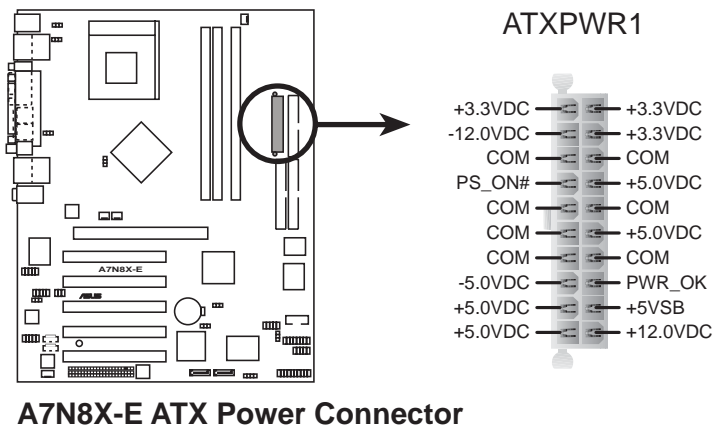 ATXPWR1
+3.3VDC +3.3VDC
-12.0VDC +3.3VDC
COM COM
PS_ON# +5.0VDC
COM COM
COM +5.0VDC
COM COM
-5.0VDC PWR_OK
+5.0VDC +5VSB
+5.0VDC +12.0VDC
A7N8X-E
ASUS
A7N8X-E ATX Power Connector